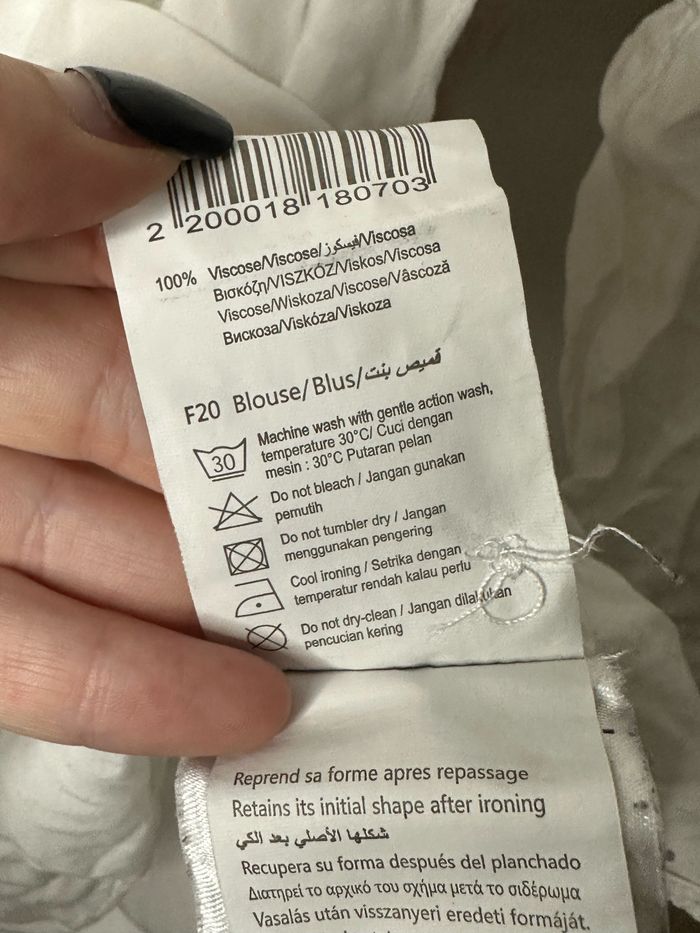 2 200018 180703
100% Viscose/Viscose/فيسكوز/Viscosa
Βισκόζη/VISZKÓZ/Viskos/Viscosa
Viscose/Wiskoza/Viscose/Vâscoză
Вискоза/Viskóza/Viskoza
F20 Blouse/Blus/قميص بنت
Machine wash with gentle action wash,
temperature 30°C/ Cuci dengan
mesin : 30°C Putaran pelan
30
Do not bleach / Jangan gunakan
pemutih
Do not tumbler dry / Jangan
menggunakan pengering
Cool ironing / Setrika dengan
temperatur rendah kalau perlu
Do not dry-clean / Jangan dilakukan
pencucian kering
Reprend sa forme apres repassage
Retains its initial shape after ironing
شكلها الأصلي بعد الكي
Recupera su forma después del planchado
Διατηρεί το αρχικό του σχήμα μετά το σιδέρωμα
Vasalás után visszanyeri eredeti formáját.